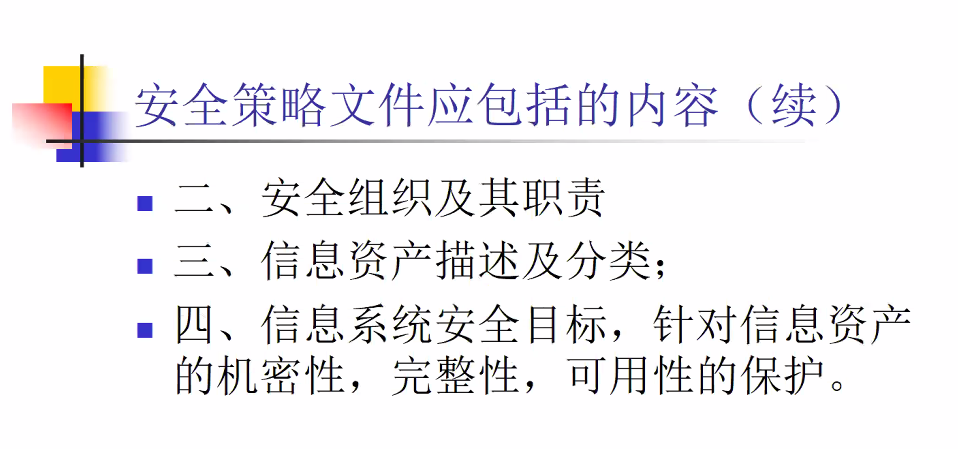 安全策略文件应包括的内容（续）
二、安全组织及其职责
三、信息资产描述及分类；
四、信息系统安全目标，针对信息资产
的机密性，完整性，可用性的保护。